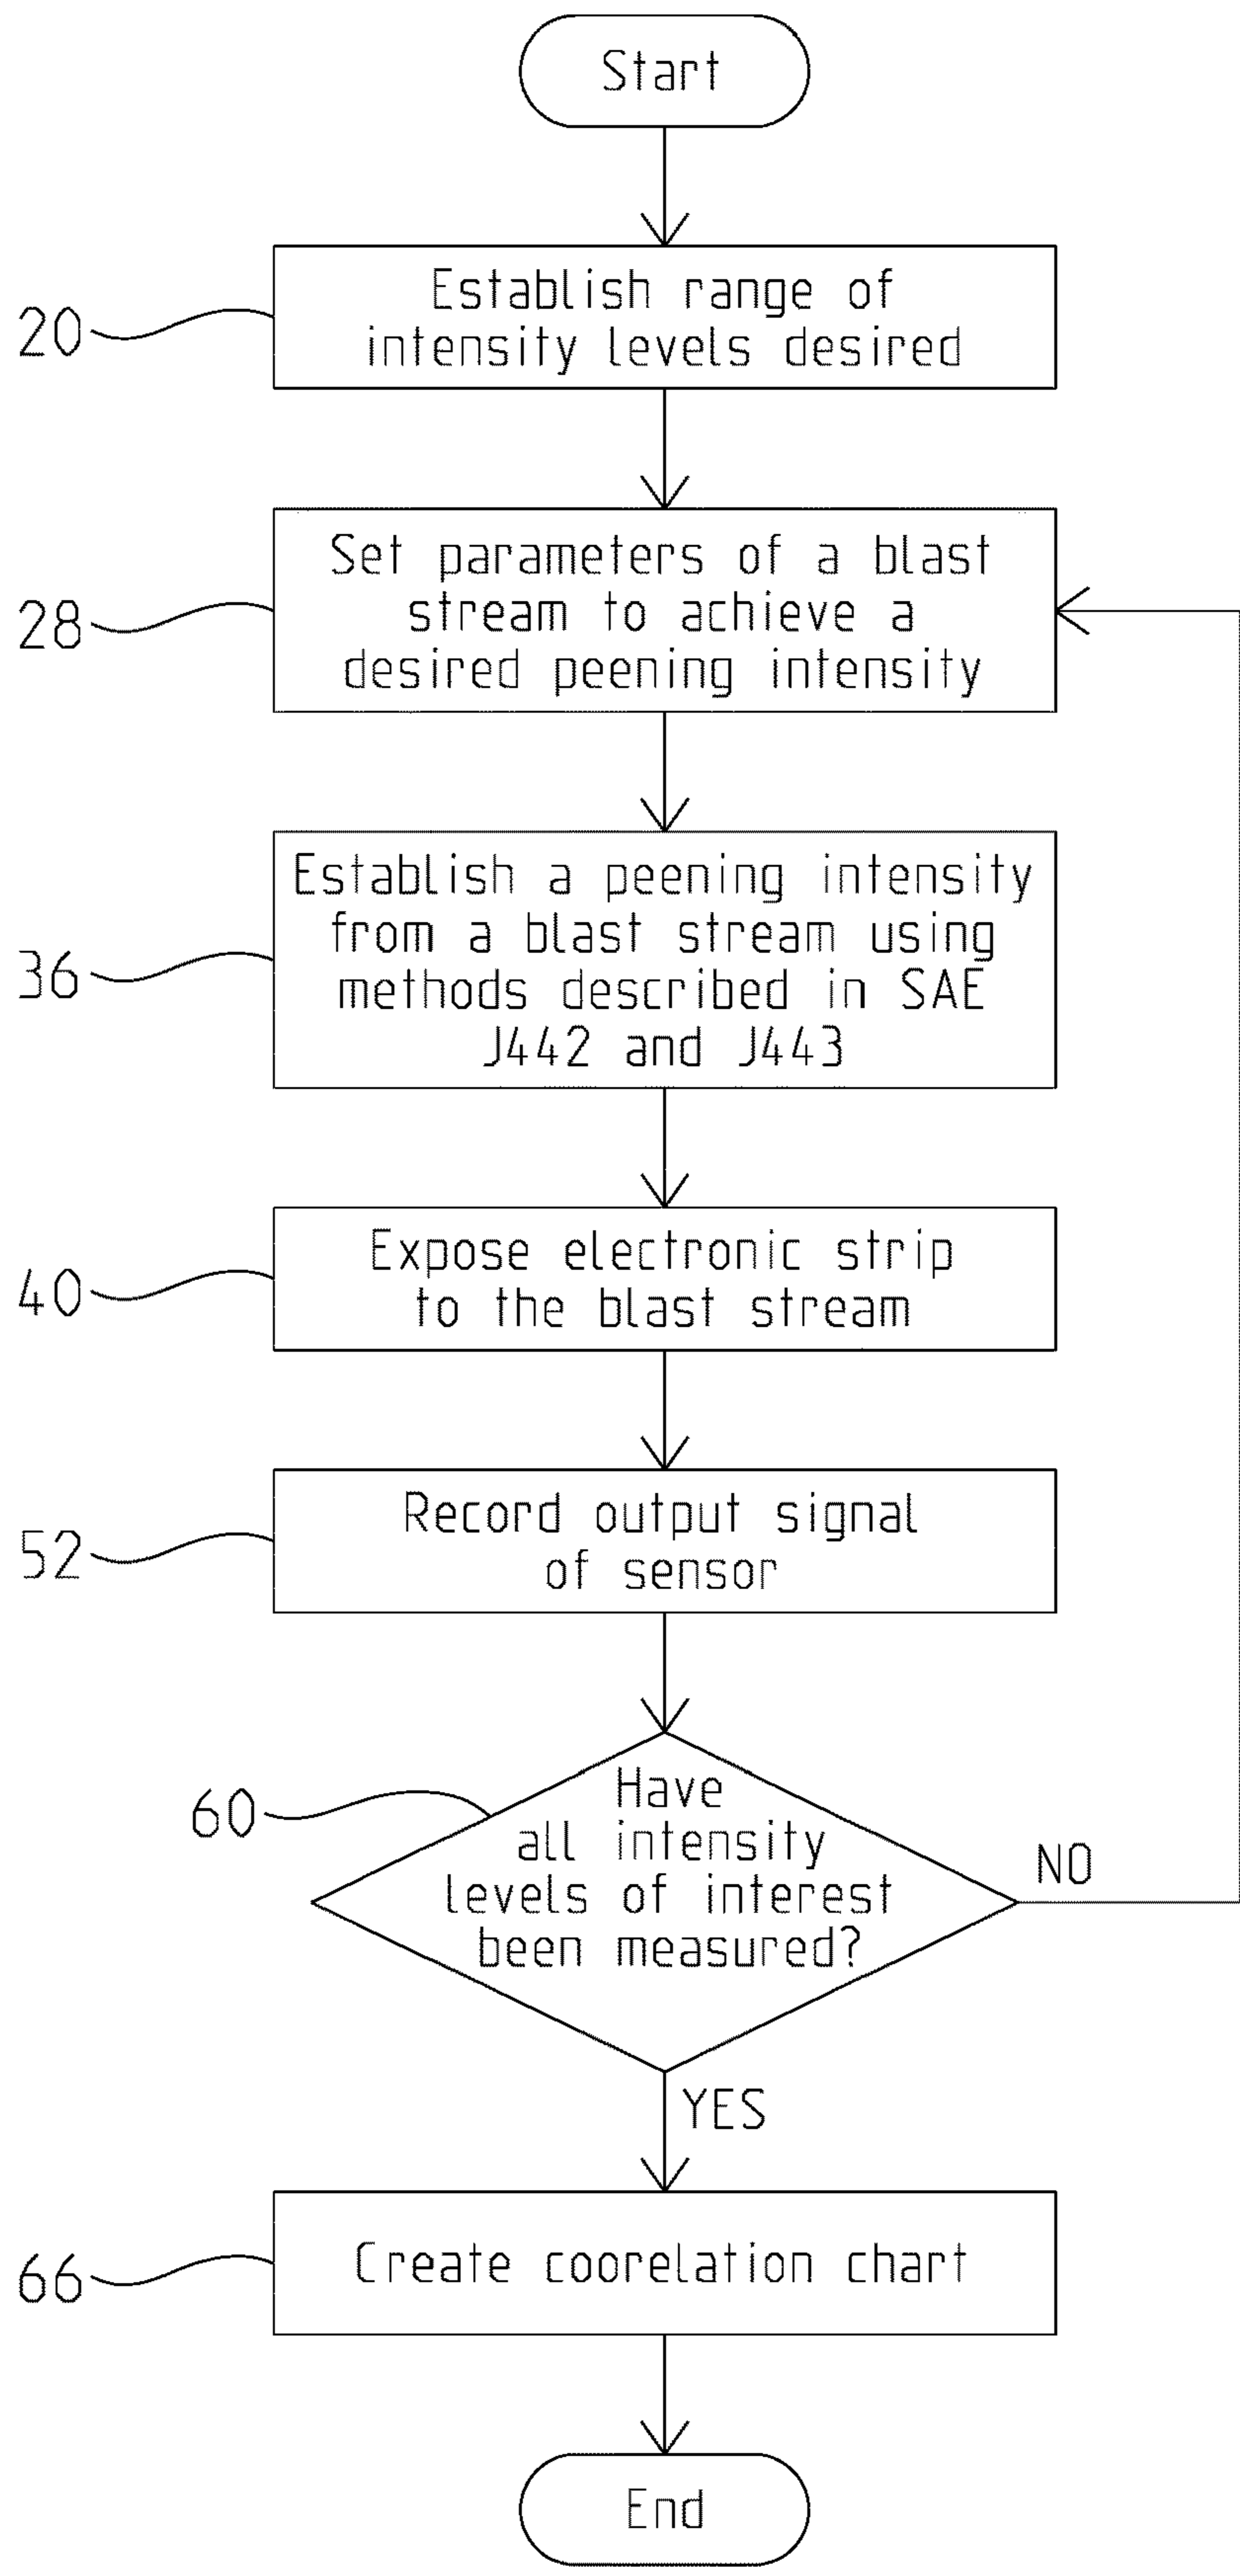 Start
20
Establish range of
intensity levels desired
28
Set parameters of a blast
stream to achieve a
desired peening intensity
36
Establish a peening intensity
from a blast stream using
methods described in SAE
J442 and J443
40
Expose electronic strip
to the blast stream
52
Record output signal
of sensor
60
Have
all intensity
levels of interest
been measured?
NO
YES
66
Create coorelation chart
End